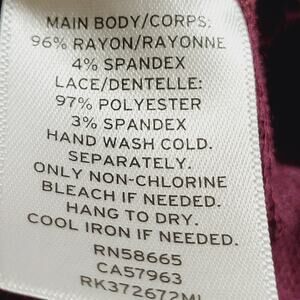 MAIN BODY/CORPS:
96% RAYON/RAYONNE
4% SPANDEX
LACE/DENTELLE:
97% POLYESTER
3% SPANDEX
HAND WASH COLD.
SEPARATELY.
ONLY NON-CHLORINE
BLEACH IF NEEDED.
HANG TO DRY.
COOL IRON IF NEEDED.
RN58665
CA57963